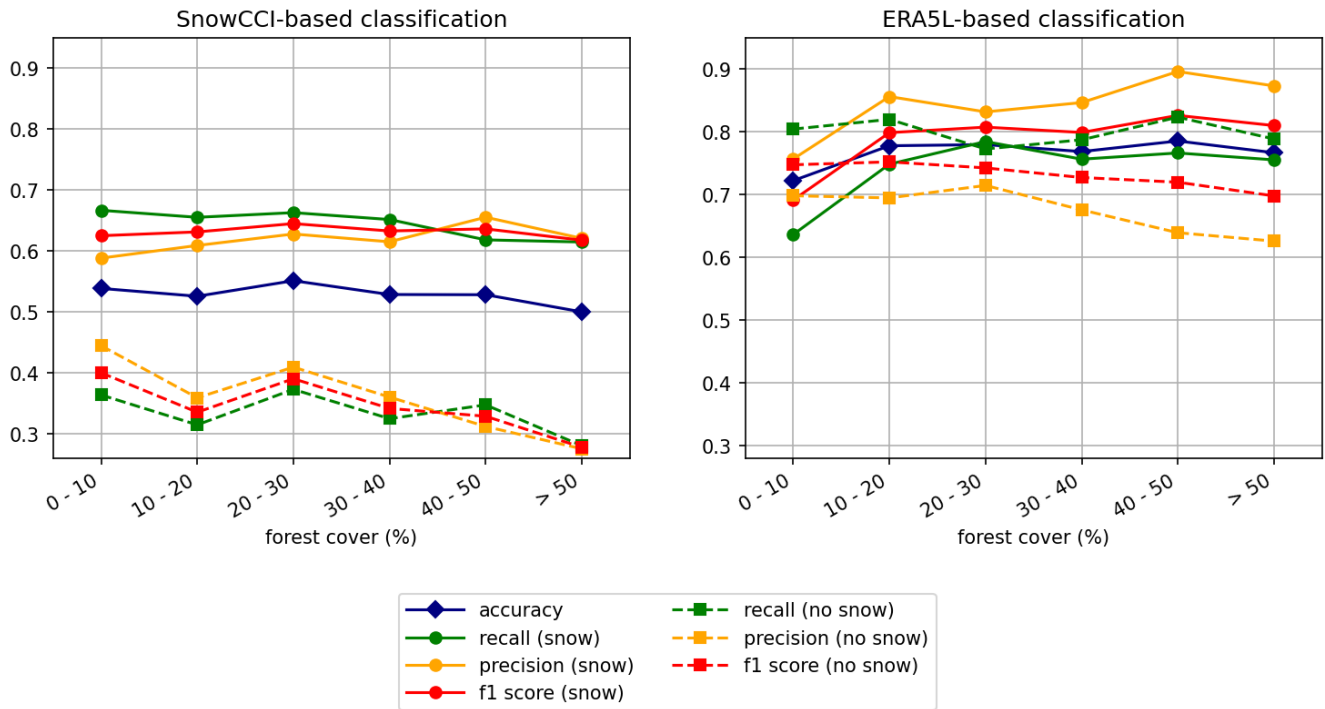 SnowCCI-based classification
0.9
0.8
0.7
0.6
0.5
0.4
0.3
0 - 10
10 - 20
20 - 30
30 - 40
40 - 50
> 50
forest cover (%)
ERA5L-based classification
0.9
0.8
0.7
0.6
0.5
0.4
0.3
0 - 10
10 - 20
20 - 30
30 - 40
40 - 50
> 50
forest cover (%)
accuracy
recall (snow)
precision (snow)
f1 score (snow)
recall (no snow)
precision (no snow)
f1 score (no snow)